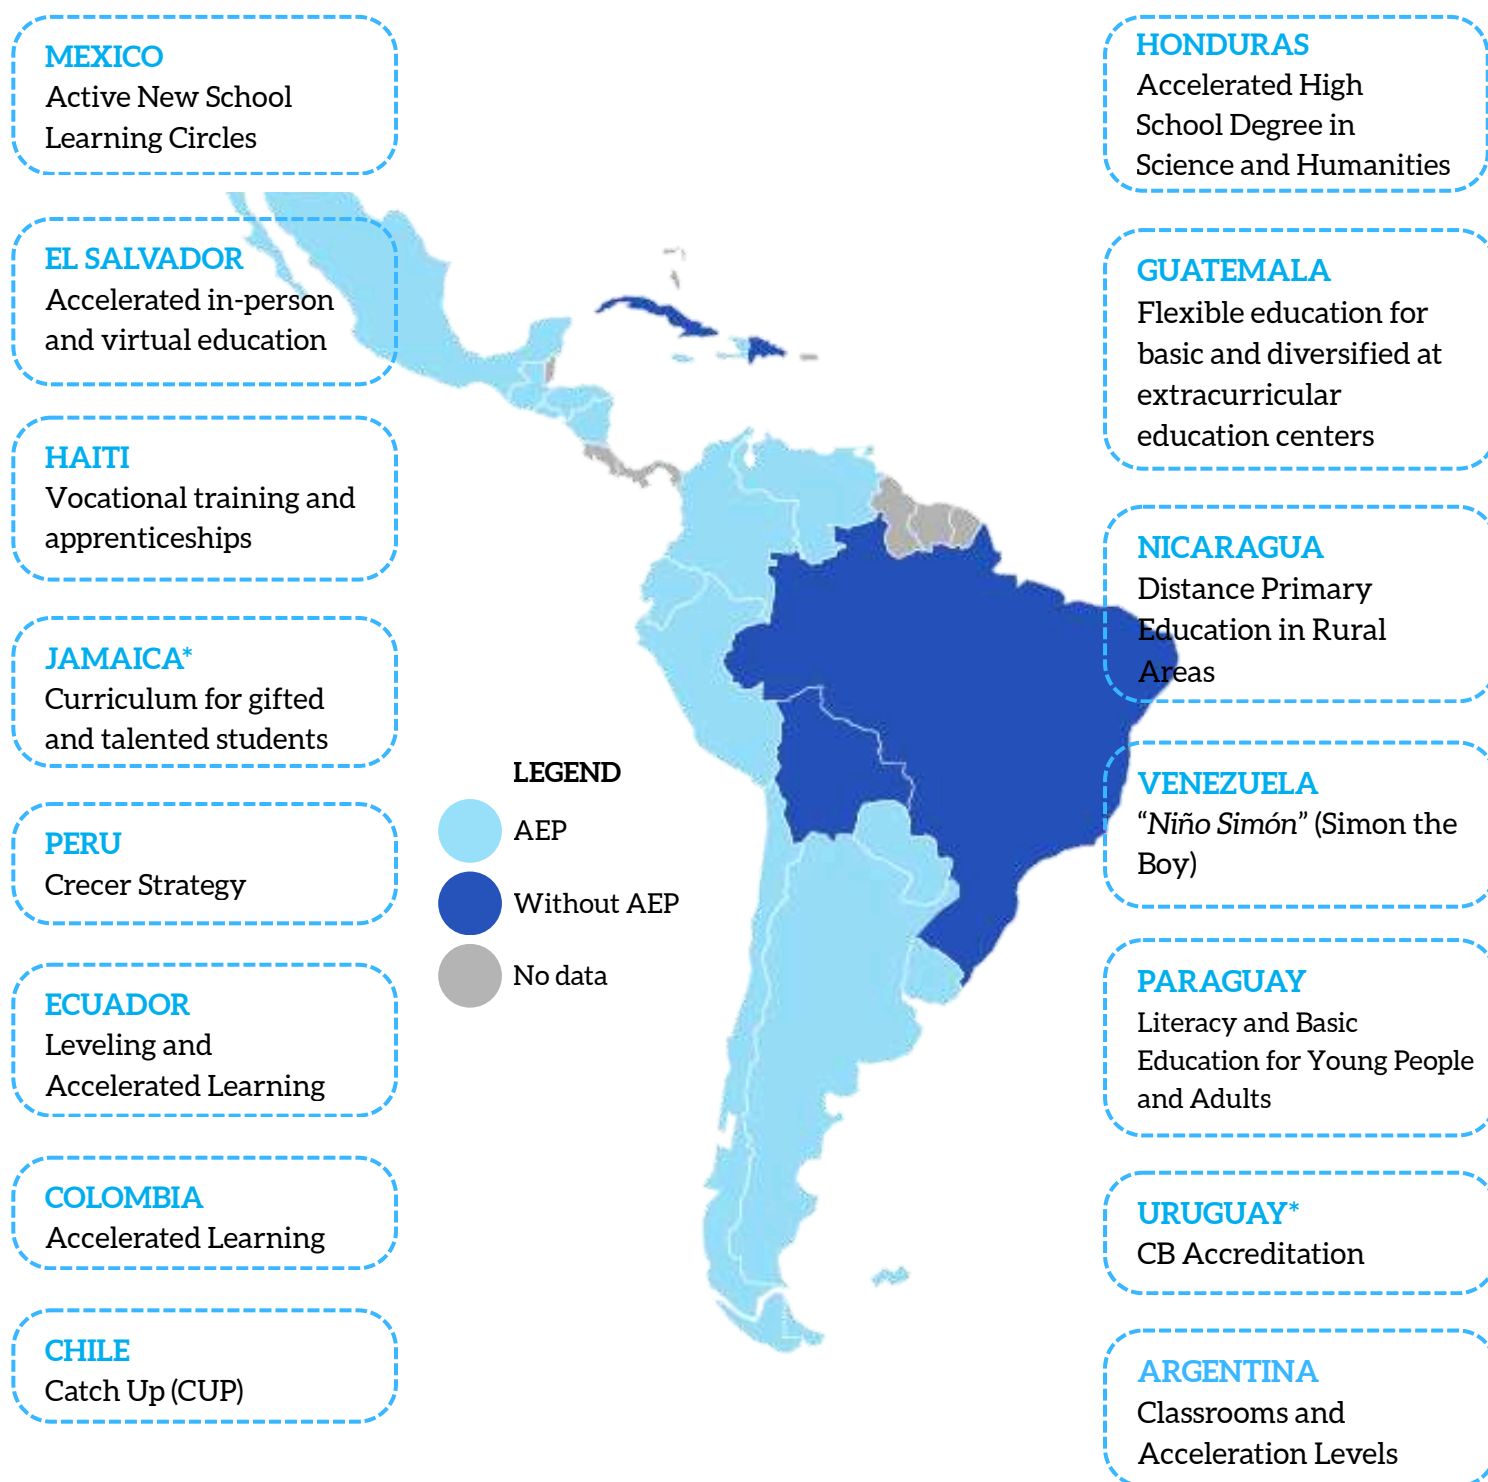 MEXICO
Active New School
Learning Circles
EL SALVADOR
Accelerated in-person
and virtual education
HAITI
Vocational training and
apprenticeships
JAMAICA*
Curriculum for gifted
and talented students
PERU
Crecer Strategy
ECUADOR
Leveling and
Accelerated Learning
COLOMBIA
Accelerated Learning
CHILE
Catch Up (CUP)
LEGEND
AEP
Without AEP
No data
HONDURAS
Accelerated High
School Degree in
Science and Humanities
GUATEMALA
Flexible education for
basic and diversified at
extracurricular
education centers
NICARAGUA
Distance Primary
Education in Rural
Areas
VENEZUELA
“Niño Simón” (Simon the
Boy)
PARAGUAY
Literacy and Basic
Education for Young People
and Adults
URUGUAY*
CB Accreditation
ARGENTINA
Classrooms and
Acceleration Levels